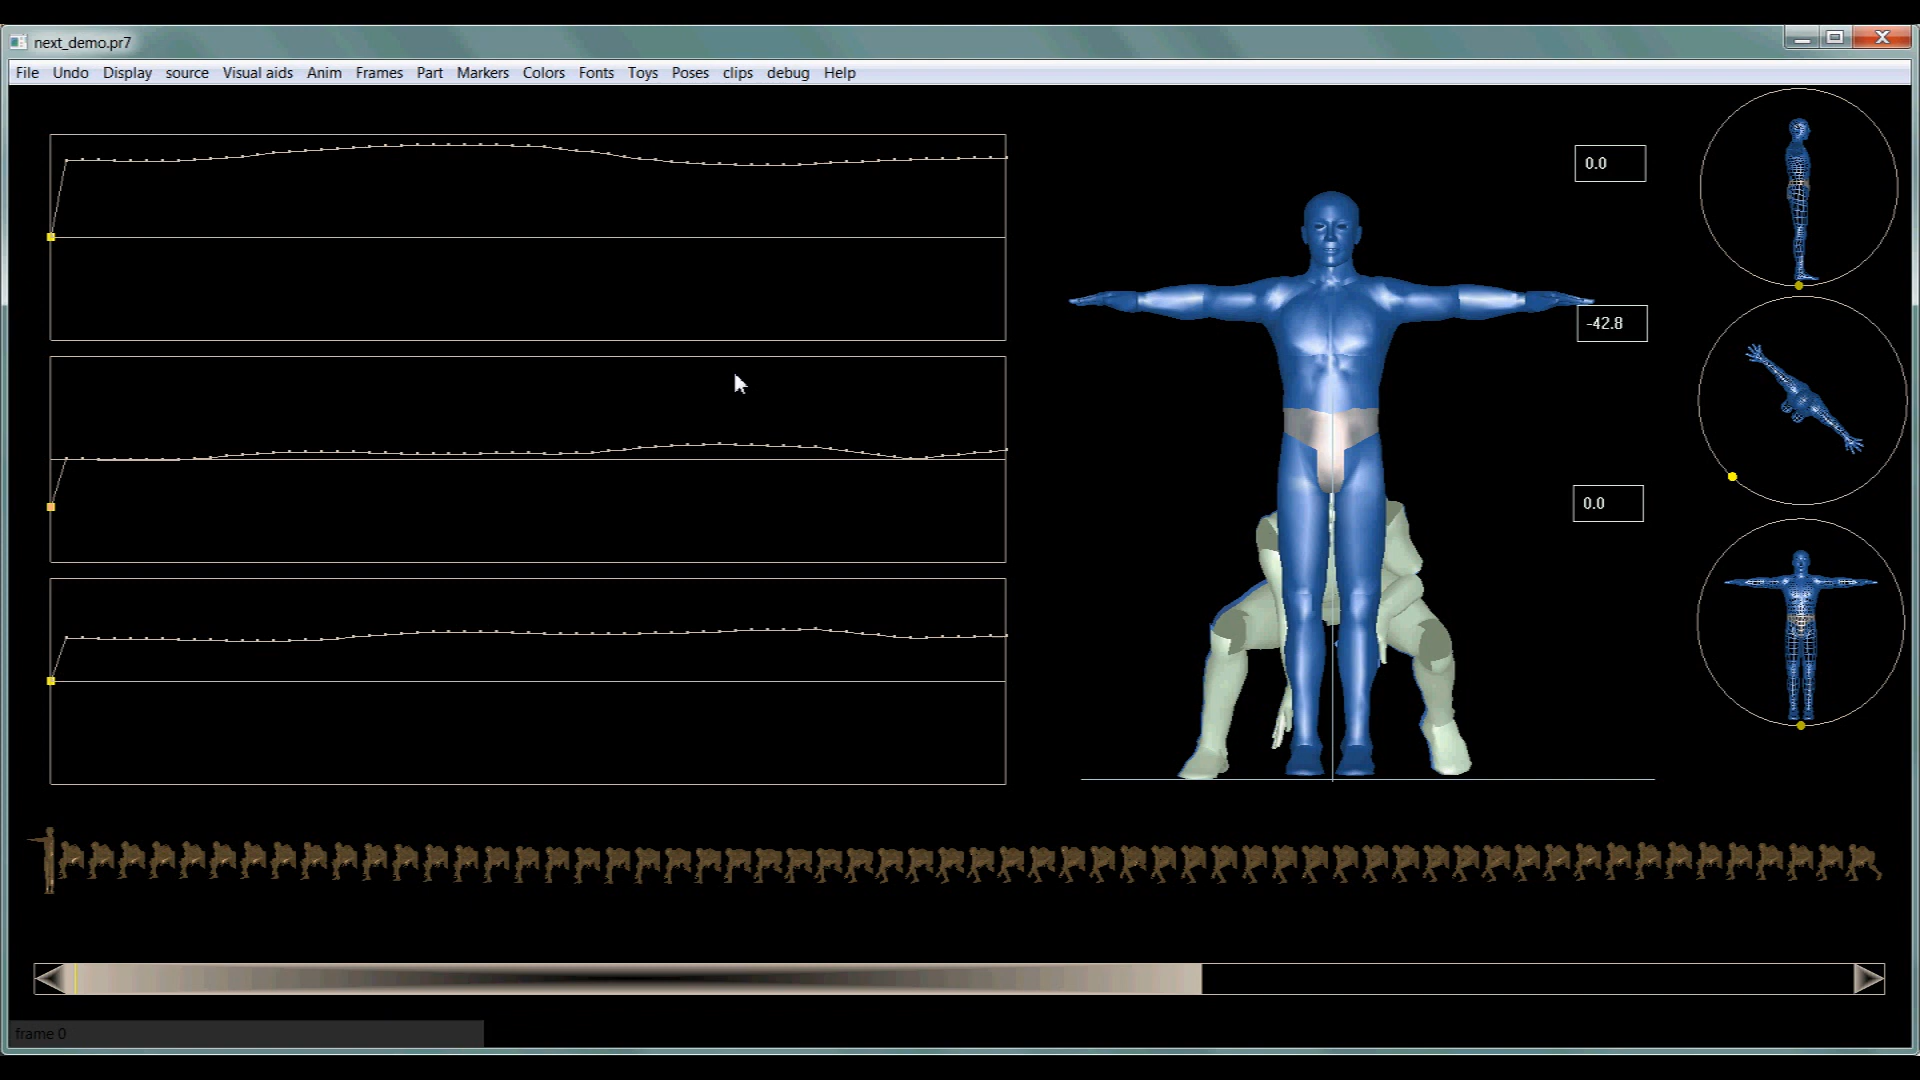 next_demo.pr7
File Undo Display source Visual aids Anim Frames Part Markers Colors Fonts Toys Poses clips debug Help
0.0
-42.8
0.0
frame 0